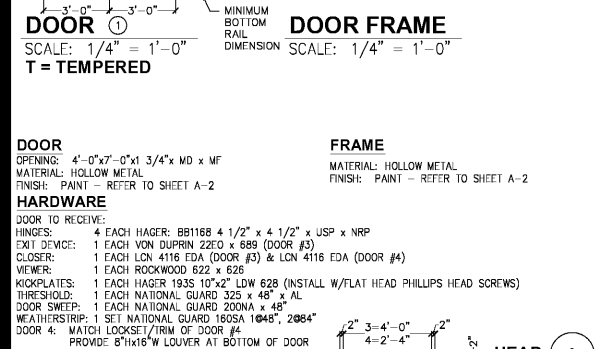 3'-0" 3'-0"
MINIMUM
BOTTOM
RAIL
DIMENSION
DOOR 1
SCALE: 1/4" = 1'-0"
T = TEMPERED
DOOR FRAME
SCALE: 1/4" = 1'-0"
DOOR
OPENING: 4'-0"x7'-0"x1 3/4"x MD x MF
MATERIAL: HOLLOW METAL
FINISH: PAINT – REFER TO SHEET A-2
FRAME
MATERIAL: HOLLOW METAL
FINISH: PAINT – REFER TO SHEET A-2
HARDWARE
DOOR TO RECEIVE:
HINGES: 4 EACH HAGER: BB1168 4 1/2" x 4 1/2" x USP x NRP
EXIT DEVICE: 1 EACH VON DUPRIN 22EO x 689 (DOOR #3)
CLOSER: 1 EACH LCN 4116 EDA (DOOR #3) & LCN 4116 EDA (DOOR #4)
VIEWER: 1 EACH ROCKWOOD 622 x 626
KICKPLATES: 1 EACH HAGER 193S 10"x2" LDW 628 (INSTALL W/FLAT HEAD PHILLIPS HEAD SCREWS)
THRESHOLD: 1 EACH NATIONAL GUARD 325 x 48" x AL
DOOR SWEEP: 1 EACH NATIONAL GUARD 200NA x 48"
WEATHERSTRIP: 1 SET NATIONAL GUARD 160SA 1@48", 2@84"
DOOR 4: MATCH LOCKSET/TRIM OF DOOR #4
PROVIDE 8"Hx16"W LOUVER AT BOTTOM OF DOOR
2" 3=4'-0" 2"
4=2'-4"
2"
HEAD